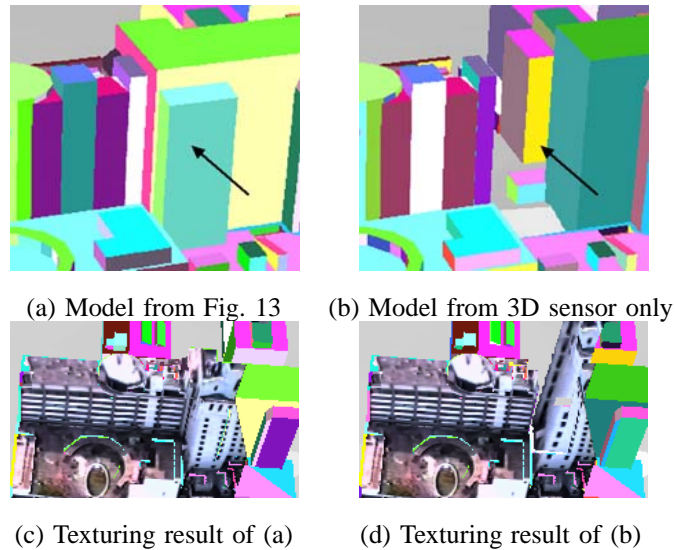 (a) Model from Fig. 13
(b) Model from 3D sensor only
(c) Texturing result of (a)
(d) Texturing result of (b)